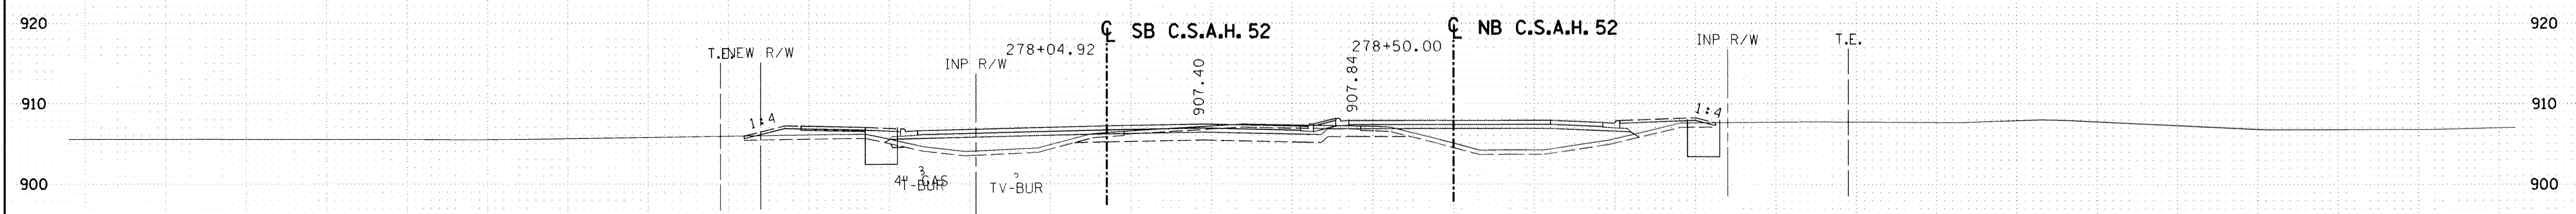 920
℄ SB C.S.A.H. 52
℄ NB C.S.A.H. 52
920
278+04.92
278+50.00
T.E.
NEW R/W
INP R/W
INP R/W
T.E.
907.40
907.84
910
1:4
1:4
910
900
4" GAS
T-BUR
TV-BUR
900